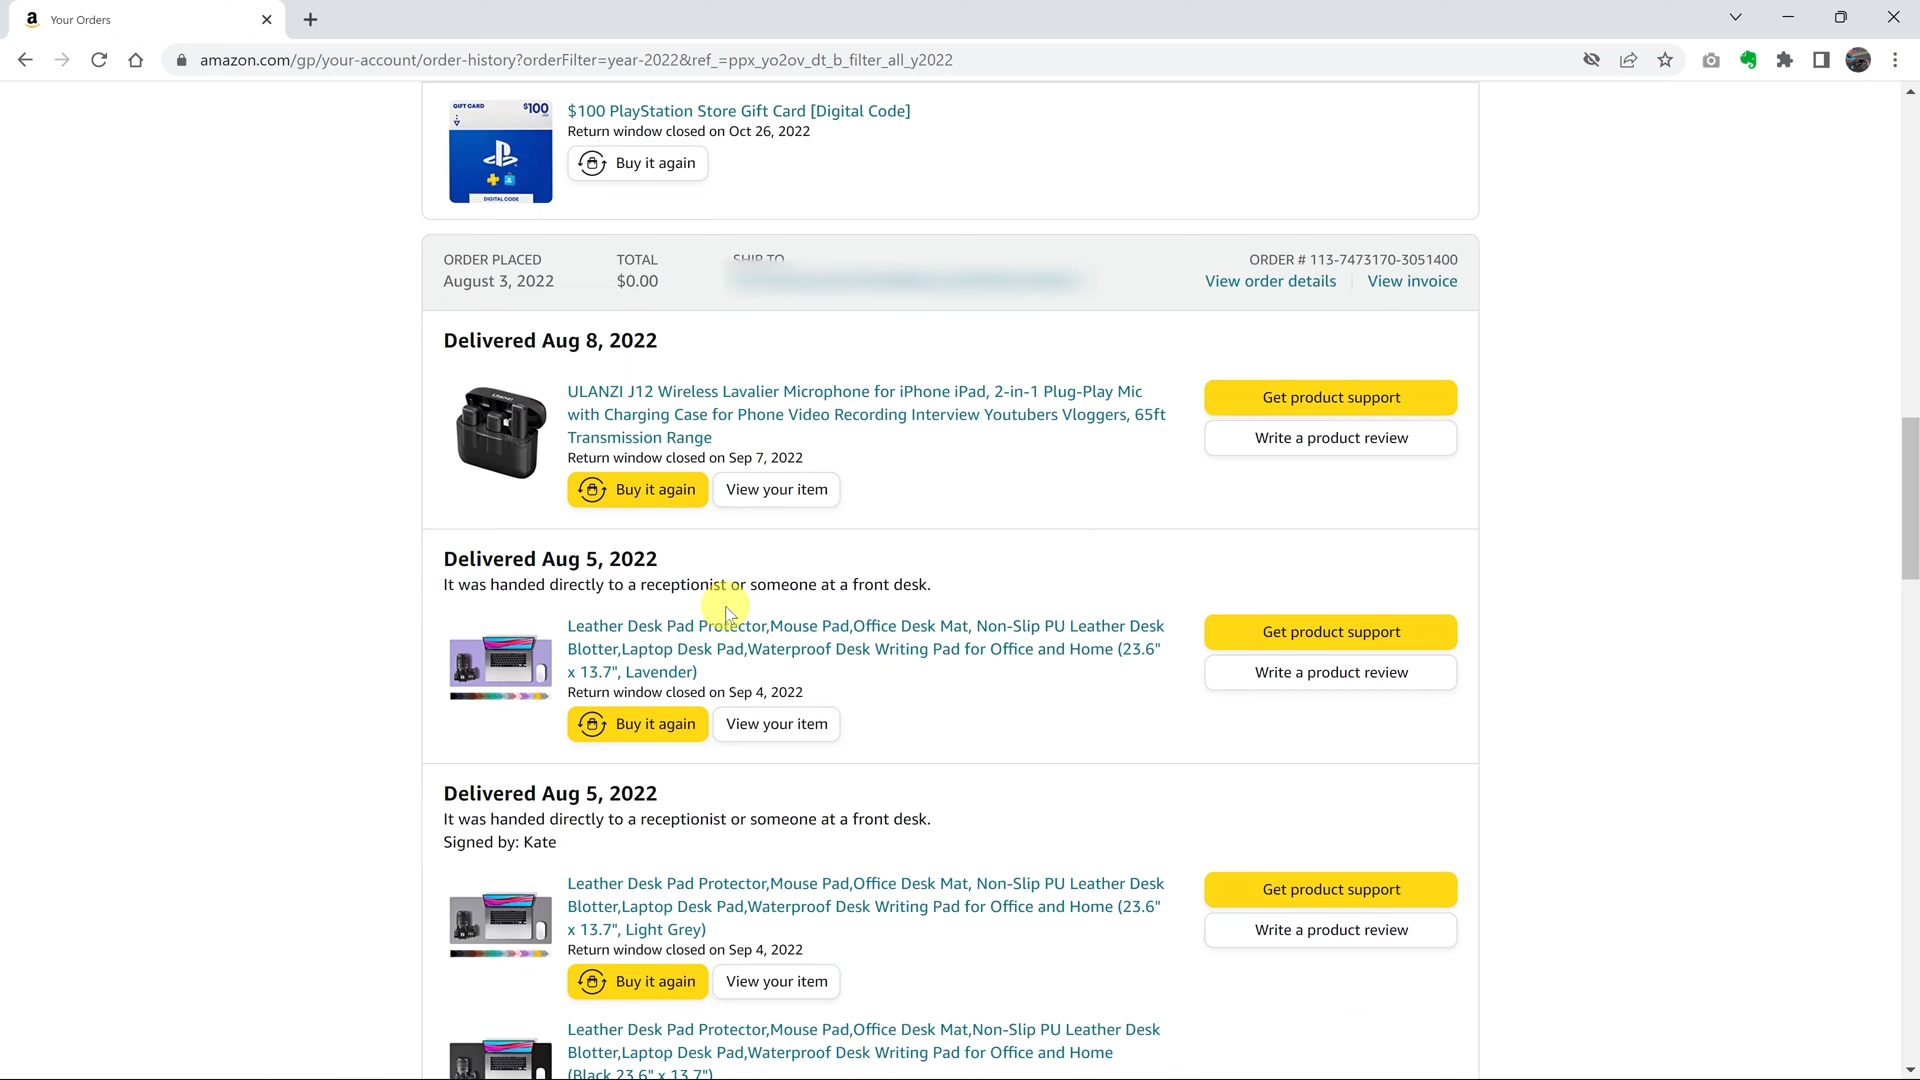 Your Orders
amazon.com/gp/your-account/order-history?orderFilter=year-2022&ref_=ppx_yo2ov_dt_b_filter_all_y2022
GIFT CARD $100
DIGITAL CODE
$100 PlayStation Store Gift Card [Digital Code]
Return window closed on Oct 26, 2022
Buy it again
ORDER PLACED
August 3, 2022
TOTAL
$0.00
SHIP TO
ORDER # 113-7473170-3051400
View order details View invoice
Delivered Aug 8, 2022
ULANZI J12 Wireless Lavalier Microphone for iPhone iPad, 2-in-1 Plug-Play Mic
with Charging Case for Phone Video Recording Interview Youtubers Vloggers, 65ft
Transmission Range
Return window closed on Sep 7, 2022
Buy it again View your item
Get product support
Write a product review
Delivered Aug 5, 2022
It was handed directly to a receptionist or someone at a front desk.
Leather Desk Pad Protector,Mouse Pad,Office Desk Mat, Non-Slip PU Leather Desk
Blotter,Laptop Desk Pad,Waterproof Desk Writing Pad for Office and Home (23.6"
x 13.7", Lavender)
Return window closed on Sep 4, 2022
Buy it again View your item
Get product support
Write a product review
Delivered Aug 5, 2022
It was handed directly to a receptionist or someone at a front desk.
Signed by: Kate
Leather Desk Pad Protector,Mouse Pad,Office Desk Mat, Non-Slip PU Leather Desk
Blotter,Laptop Desk Pad,Waterproof Desk Writing Pad for Office and Home (23.6"
x 13.7", Light Grey)
Return window closed on Sep 4, 2022
Buy it again View your item
Get product support
Write a product review
Leather Desk Pad Protector,Mouse Pad,Office Desk Mat,Non-Slip PU Leather Desk
Blotter,Laptop Desk Pad,Waterproof Desk Writing Pad for Office and Home
(Black,23.6" x 13.7")